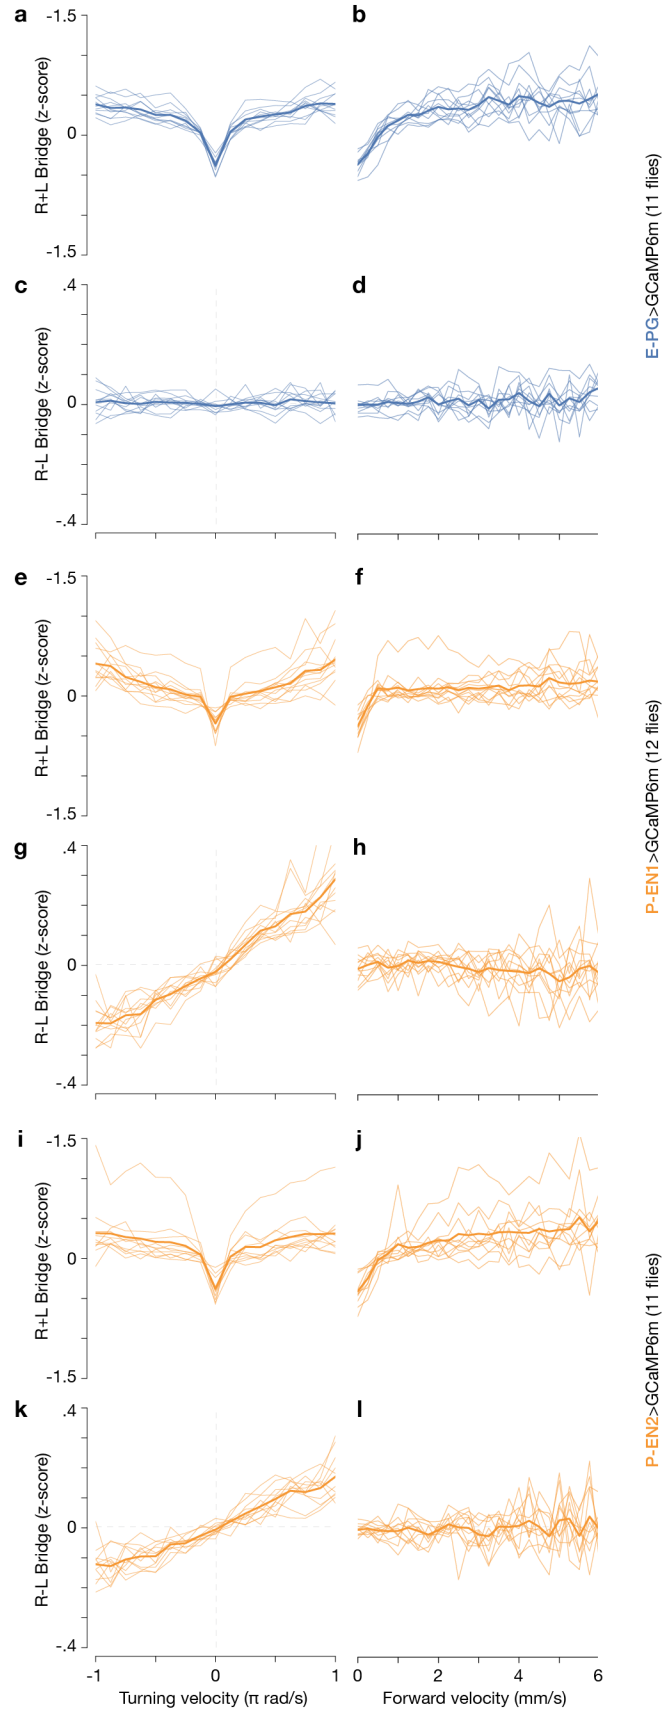 a
b
-1.5
0
-1.5
R+L Bridge (z-score)
c
d
.4
0
-.4
R-L Bridge (z-score)
E-PG>GCaMP6m (11 flies)
e
f
-1.5
0
-1.5
R+L Bridge (z-score)
g
h
.4
0
-.4
R-L Bridge (z-score)
P-EN1>GCaMP6m (12 flies)
i
j
-1.5
0
-1.5
R+L Bridge (z-score)
k
l
.4
0
-.4
R-L Bridge (z-score)
P-EN2>GCaMP6m (11 flies)
-1 0 1
0 2 4 6
Turning velocity (π rad/s)
Forward velocity (mm/s)